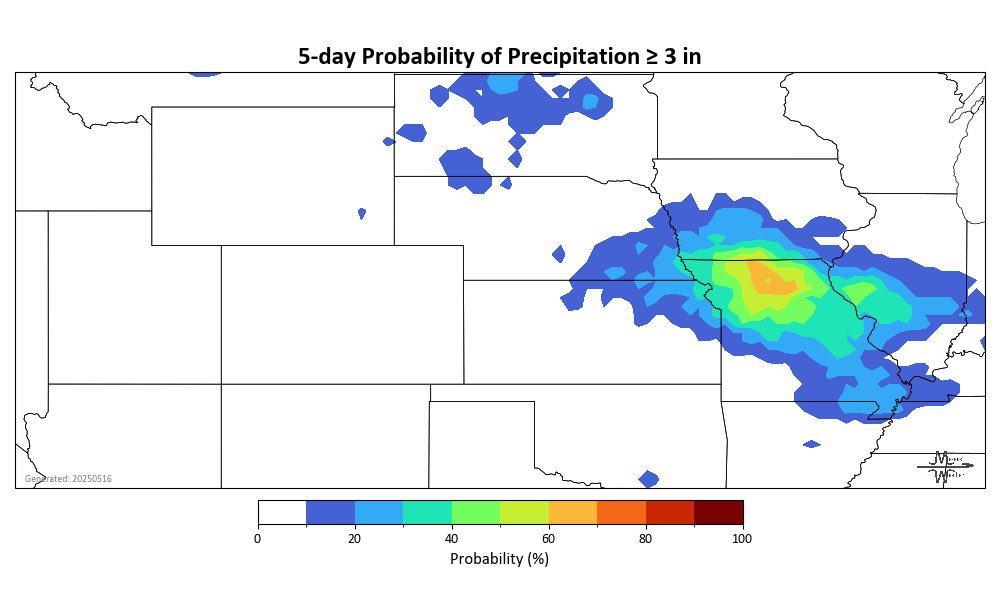 5-day Probability of Precipitation ≥ 3 in
Generated: 20250516
0 20 40 60 80 100
Probability (%)